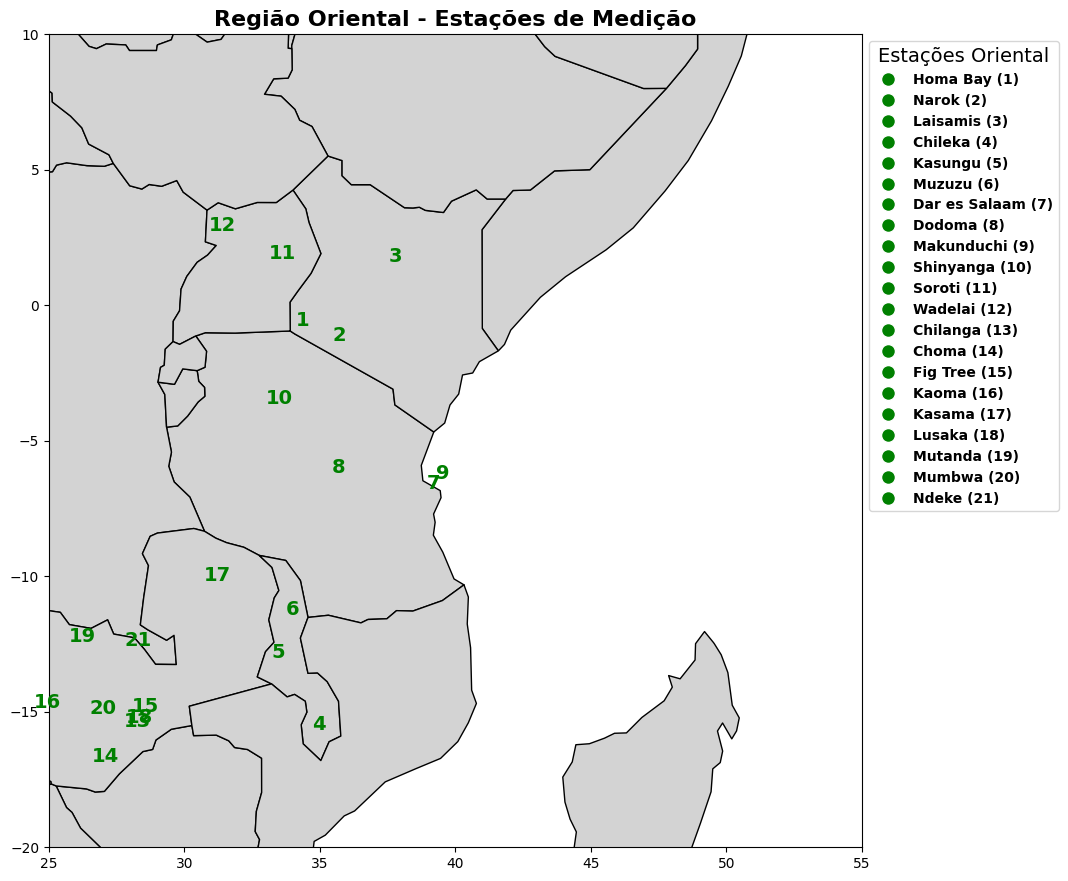 Região Oriental - Estações de Medição
10
5
0
−5
−10
−15
−20
25
30
35
40
45
50
55
12
11
3
1
2
10
8
9
7
17
6
19
21
5
16
20
15
18
13
4
14
Estações Oriental
Homa Bay (1)
Narok (2)
Laisamis (3)
Chileka (4)
Kasungu (5)
Muzuzu (6)
Dar es Salaam (7)
Dodoma (8)
Makunduchi (9)
Shinyanga (10)
Soroti (11)
Wadelai (12)
Chilanga (13)
Choma (14)
Fig Tree (15)
Kaoma (16)
Kasama (17)
Lusaka (18)
Mutanda (19)
Mumbwa (20)
Ndeke (21)